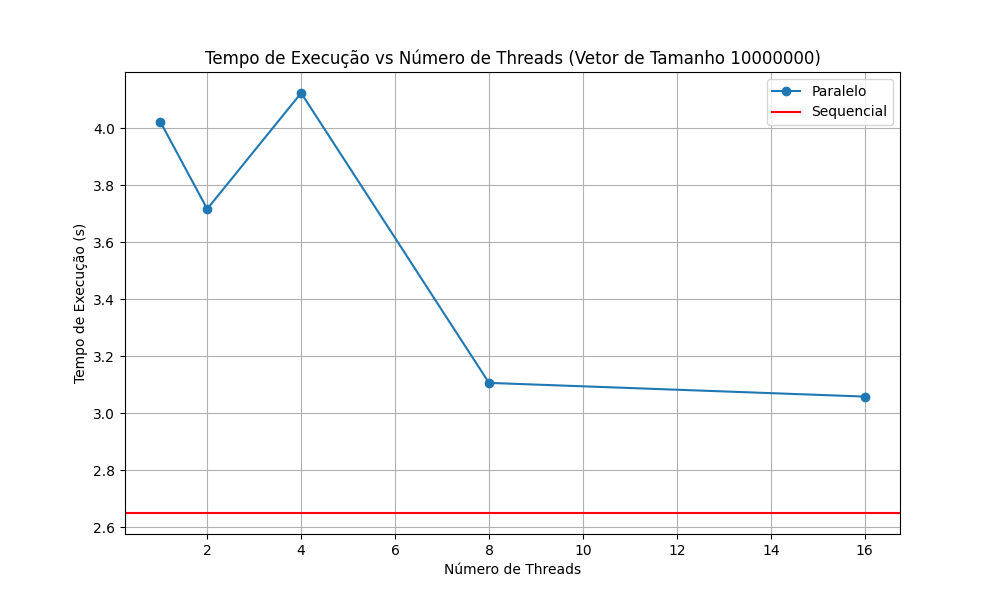 Tempo de Execução vs Número de Threads (Vetor de Tamanho 10000000)
Paralelo
Sequencial
Tempo de Execução (s)
4.0
3.8
3.6
3.4
3.2
3.0
2.8
2.6
2 4 6 8 10 12 14 16
Número de Threads